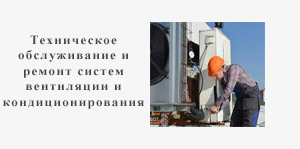 Техническое
обслуживание и
ремонт систем
вентиляции и
кондиционирования